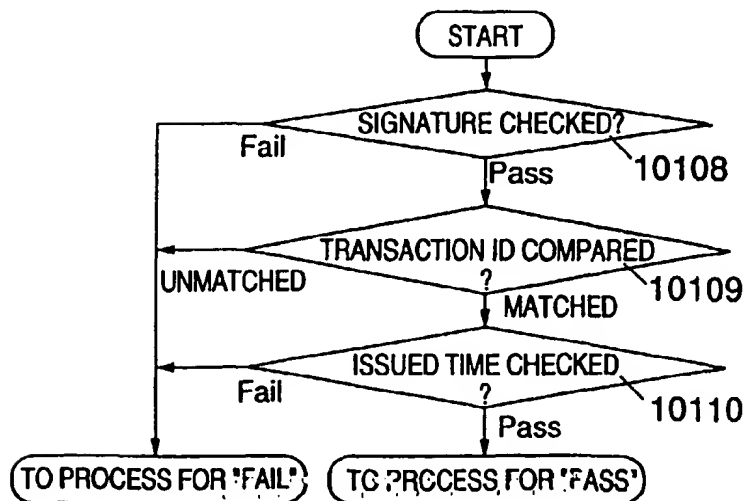 START
SIGNATURE CHECKED?
Fail
10108
Pass
TRANSACTION ID COMPARED
?
UNMATCHED
10109
MATCHED
ISSUED TIME CHECKED
?
Fail
10110
Pass
TO PROCESS FOR "FAIL"
TO PROCESS FOR "PASS"